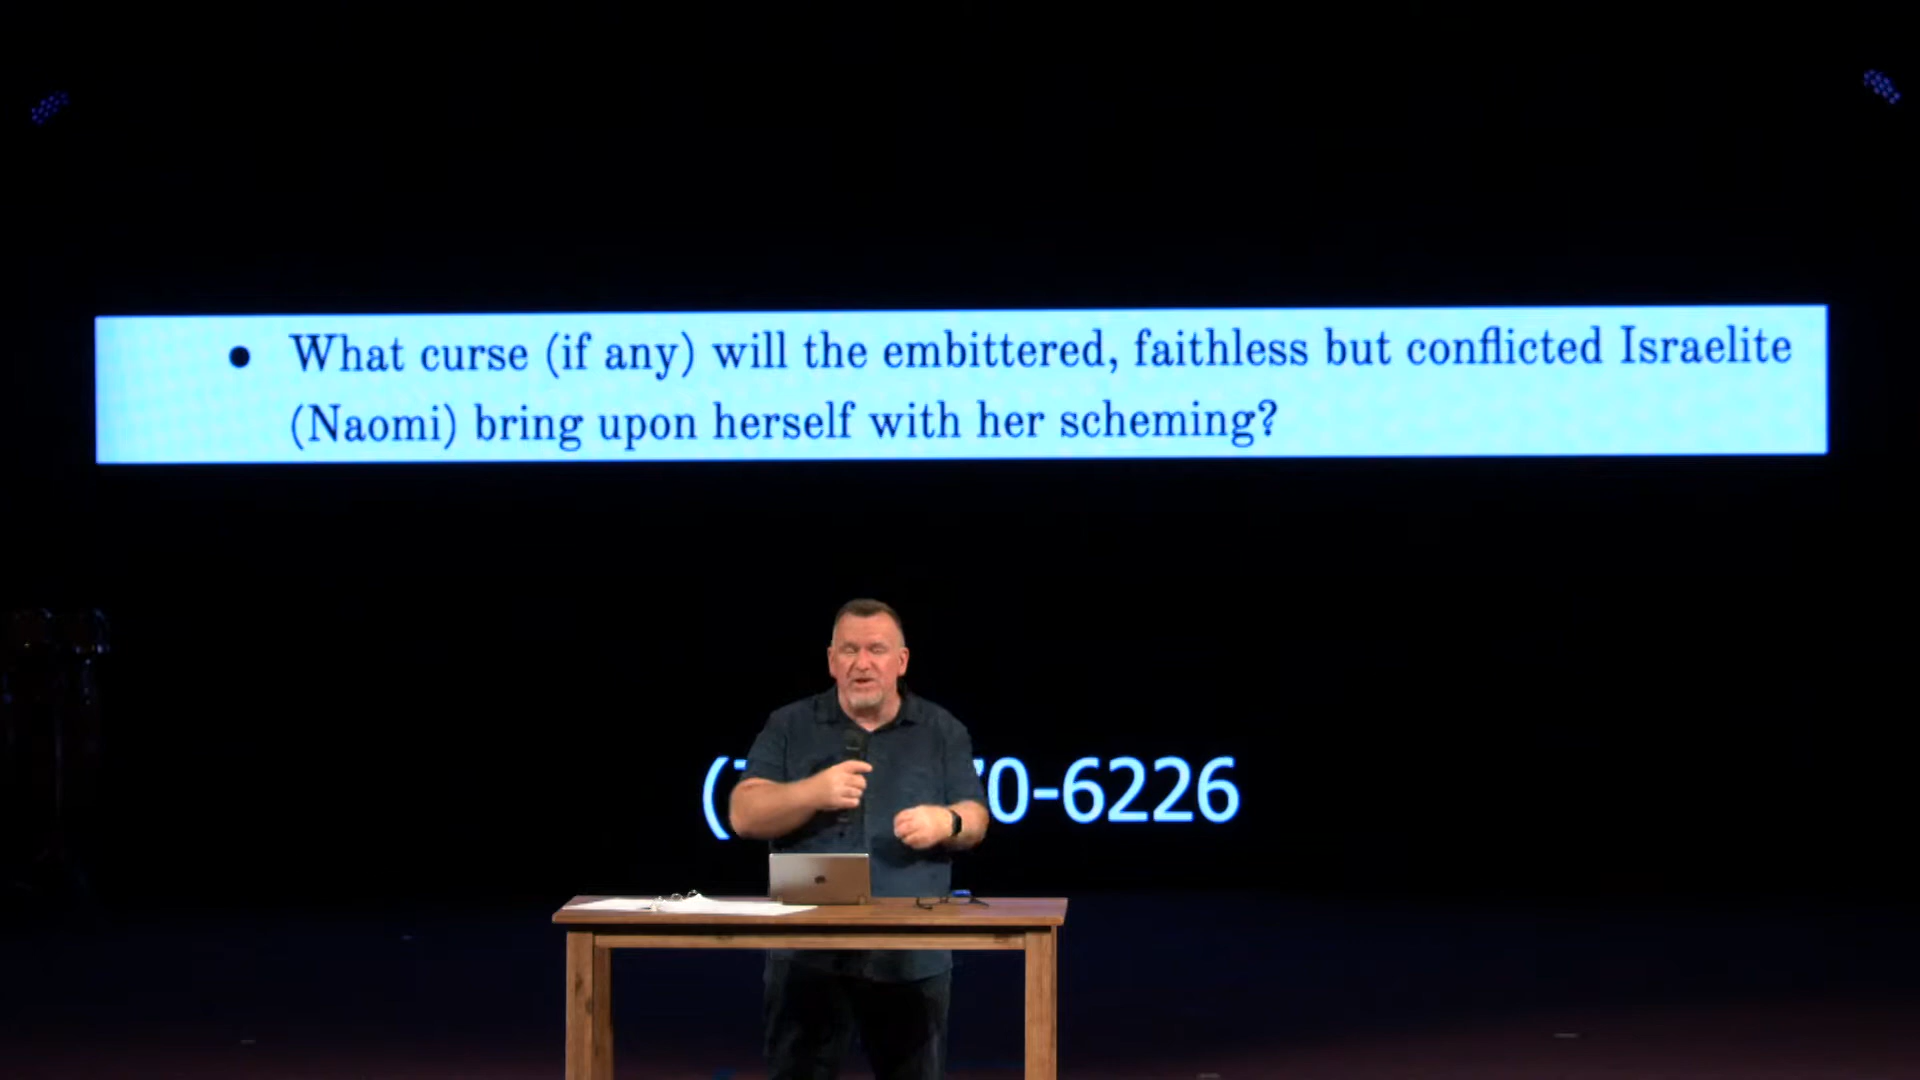 • What curse (if any) will the embittered, faithless but conflicted Israelite
(Naomi) bring upon herself with her scheming?
0-6226